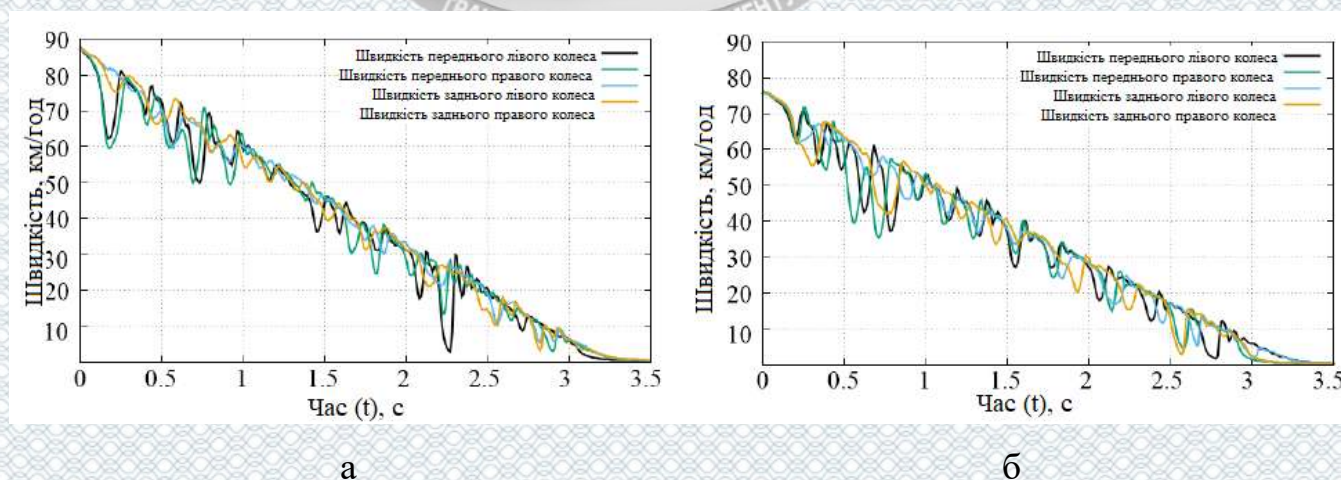 90
80
70
60
50
40
30
20
10
Швидкість, км/год
Швидкість переднього лівого колеса
Швидкість переднього правого колеса
Швидкість заднього лівого колеса
Швидкість заднього правого колеса
0 0.5 1 1.5 2 2.5 3 3.5
Час (t), с
а
90
80
70
60
50
40
30
20
10
Швидкість, км/год
Швидкість переднього лівого колеса
Швидкість переднього правого колеса
Швидкість заднього лівого колеса
Швидкість заднього правого колеса
0 0.5 1 1.5 2 2.5 3 3.5
Час (t), с
б